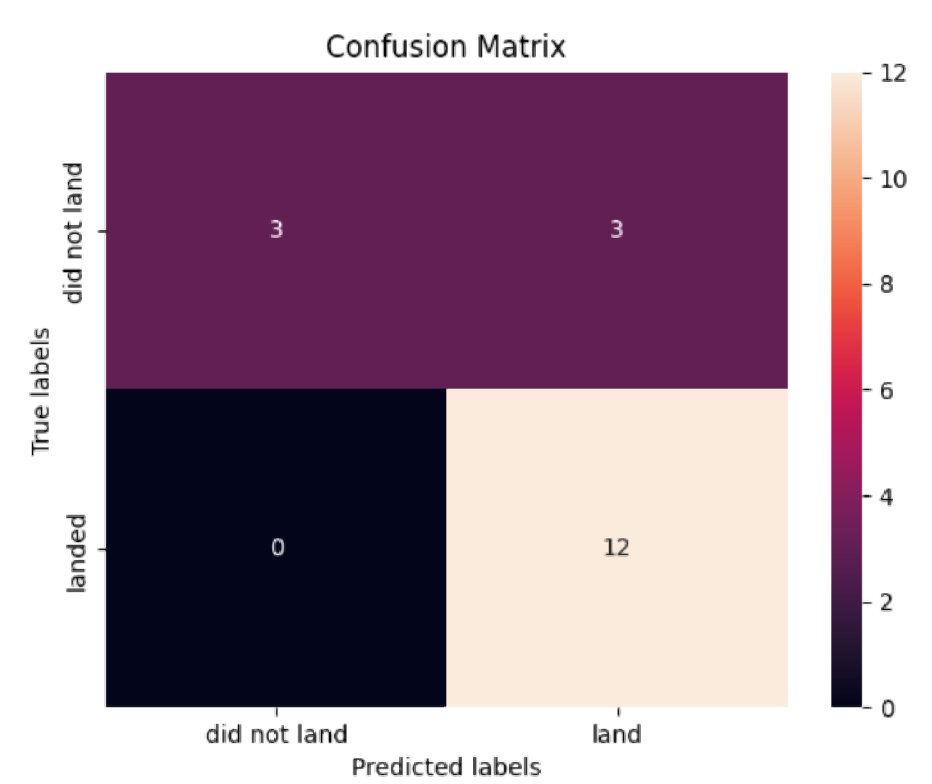 Confusion Matrix
12
10
8
6
4
2
0
True labels
did not land
landed
3 3
0 12
did not land land
Predicted labels